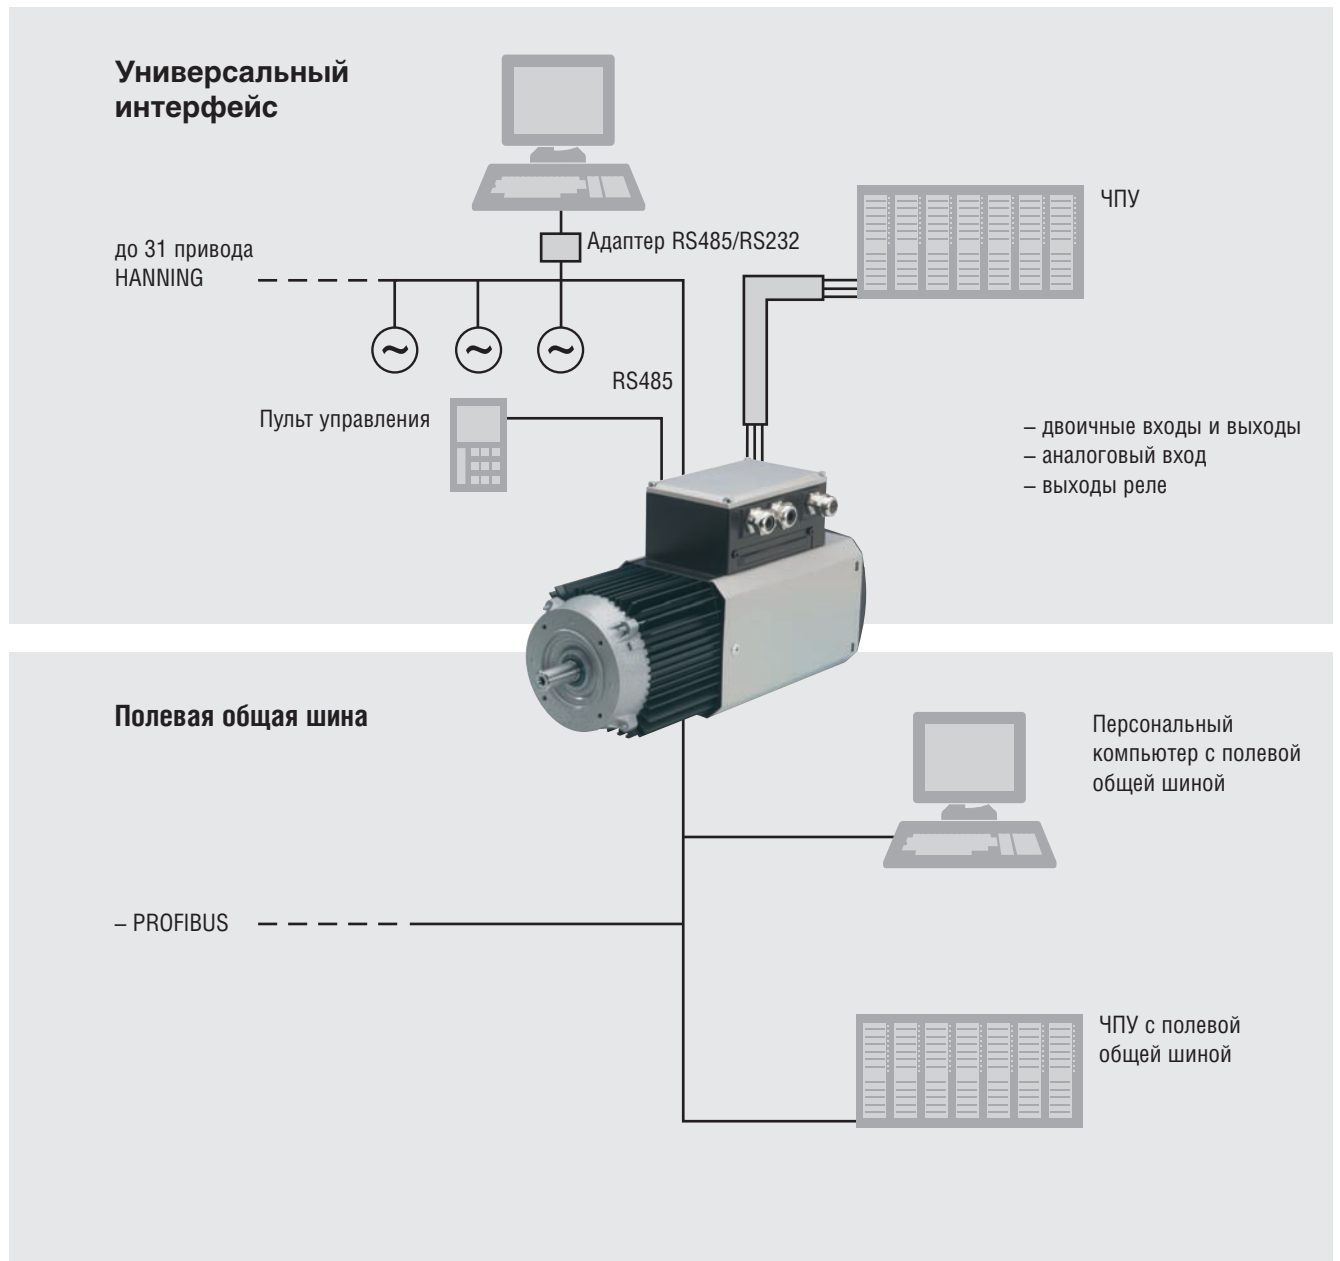 Универсальный
интерфейс
ЧПУ
Адаптер RS485/RS232
до 31 привода
HANNING
~ ~ ~
RS485
Пульт управления
– двоичные входы и выходы
– аналоговый вход
– выходы реле
Полевая общая шина
Персональный
компьютер с полевой
общей шиной
– PROFIBUS
ЧПУ с полевой
общей шиной